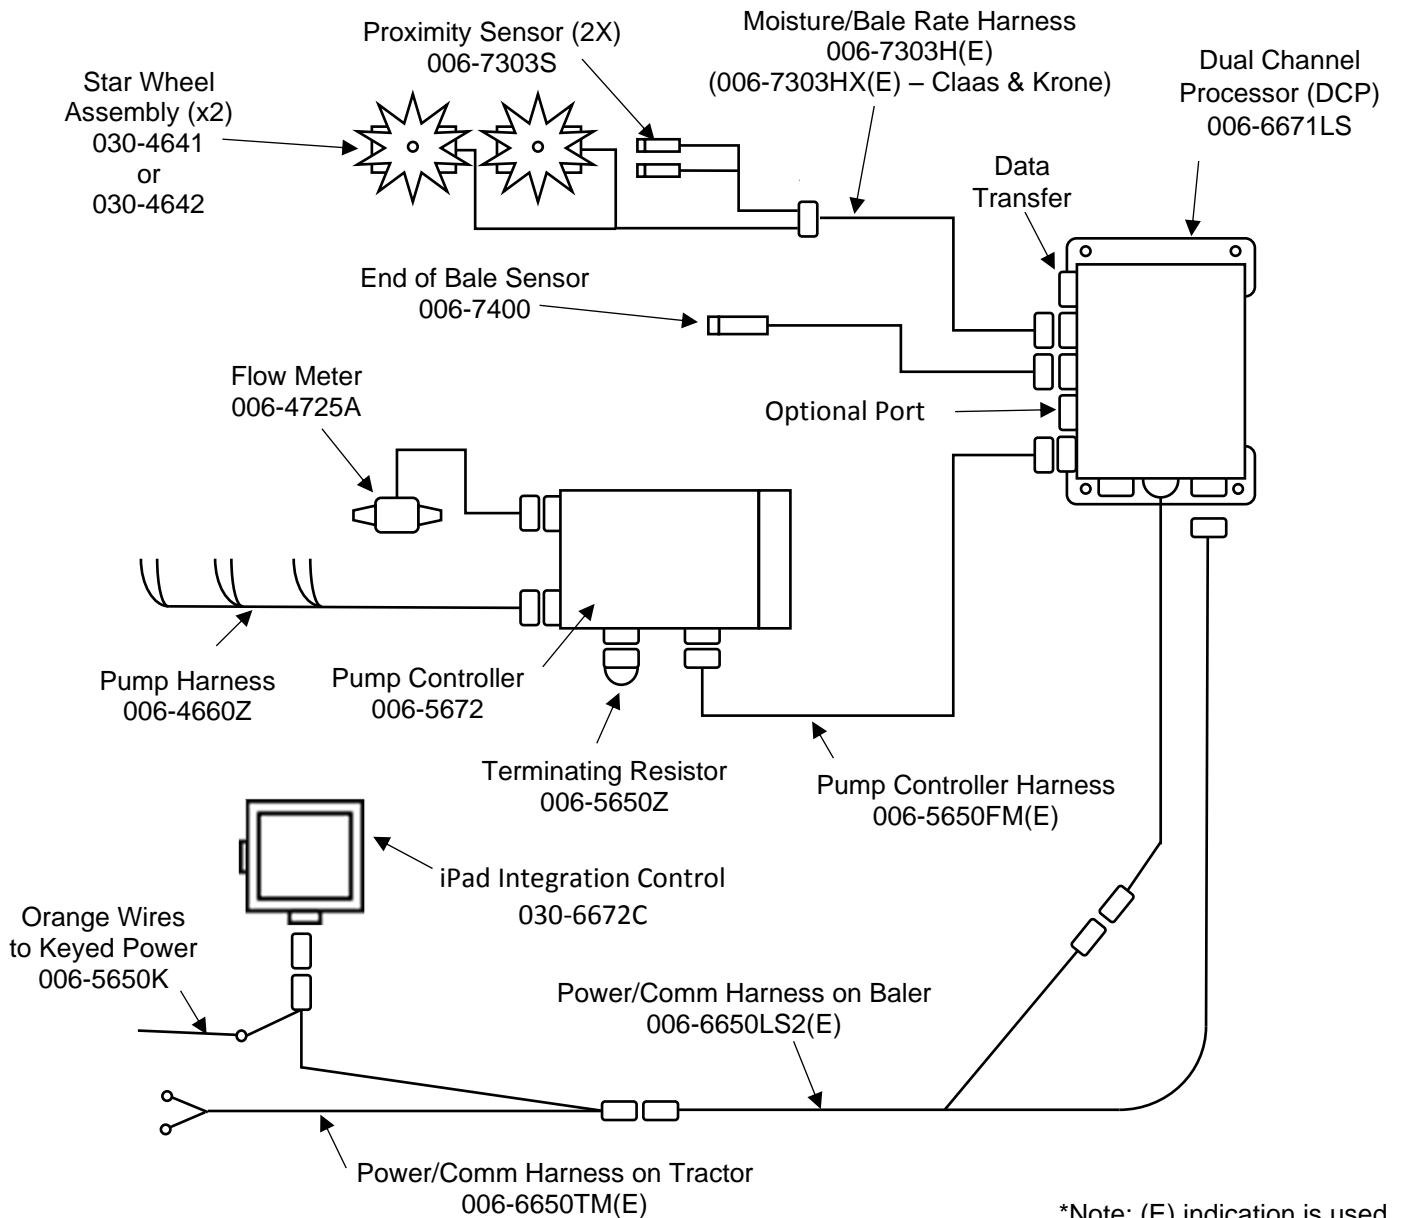 Proximity Sensor (2X)
006-7303S
Moisture/Bale Rate Harness
006-7303H(E)
(006-7303HX(E) – Claas & Krone)
Dual Channel
Processor (DCP)
006-6671LS
Star Wheel
Assembly (x2)
030-4641
or
030-4642
Data
Transfer
End of Bale Sensor
006-7400
Flow Meter
006-4725A
Optional Port
Pump Harness
006-4660Z
Pump Controller
006-5672
Terminating Resistor
006-5650Z
Pump Controller Harness
006-5650FM(E)
iPad Integration Control
030-6672C
Orange Wires
to Keyed Power
006-5650K
Power/Comm Harness on Baler
006-6650LS2(E)
Power/Comm Harness on Tractor
006-6650TM(E)
*Note: (E) indication is used